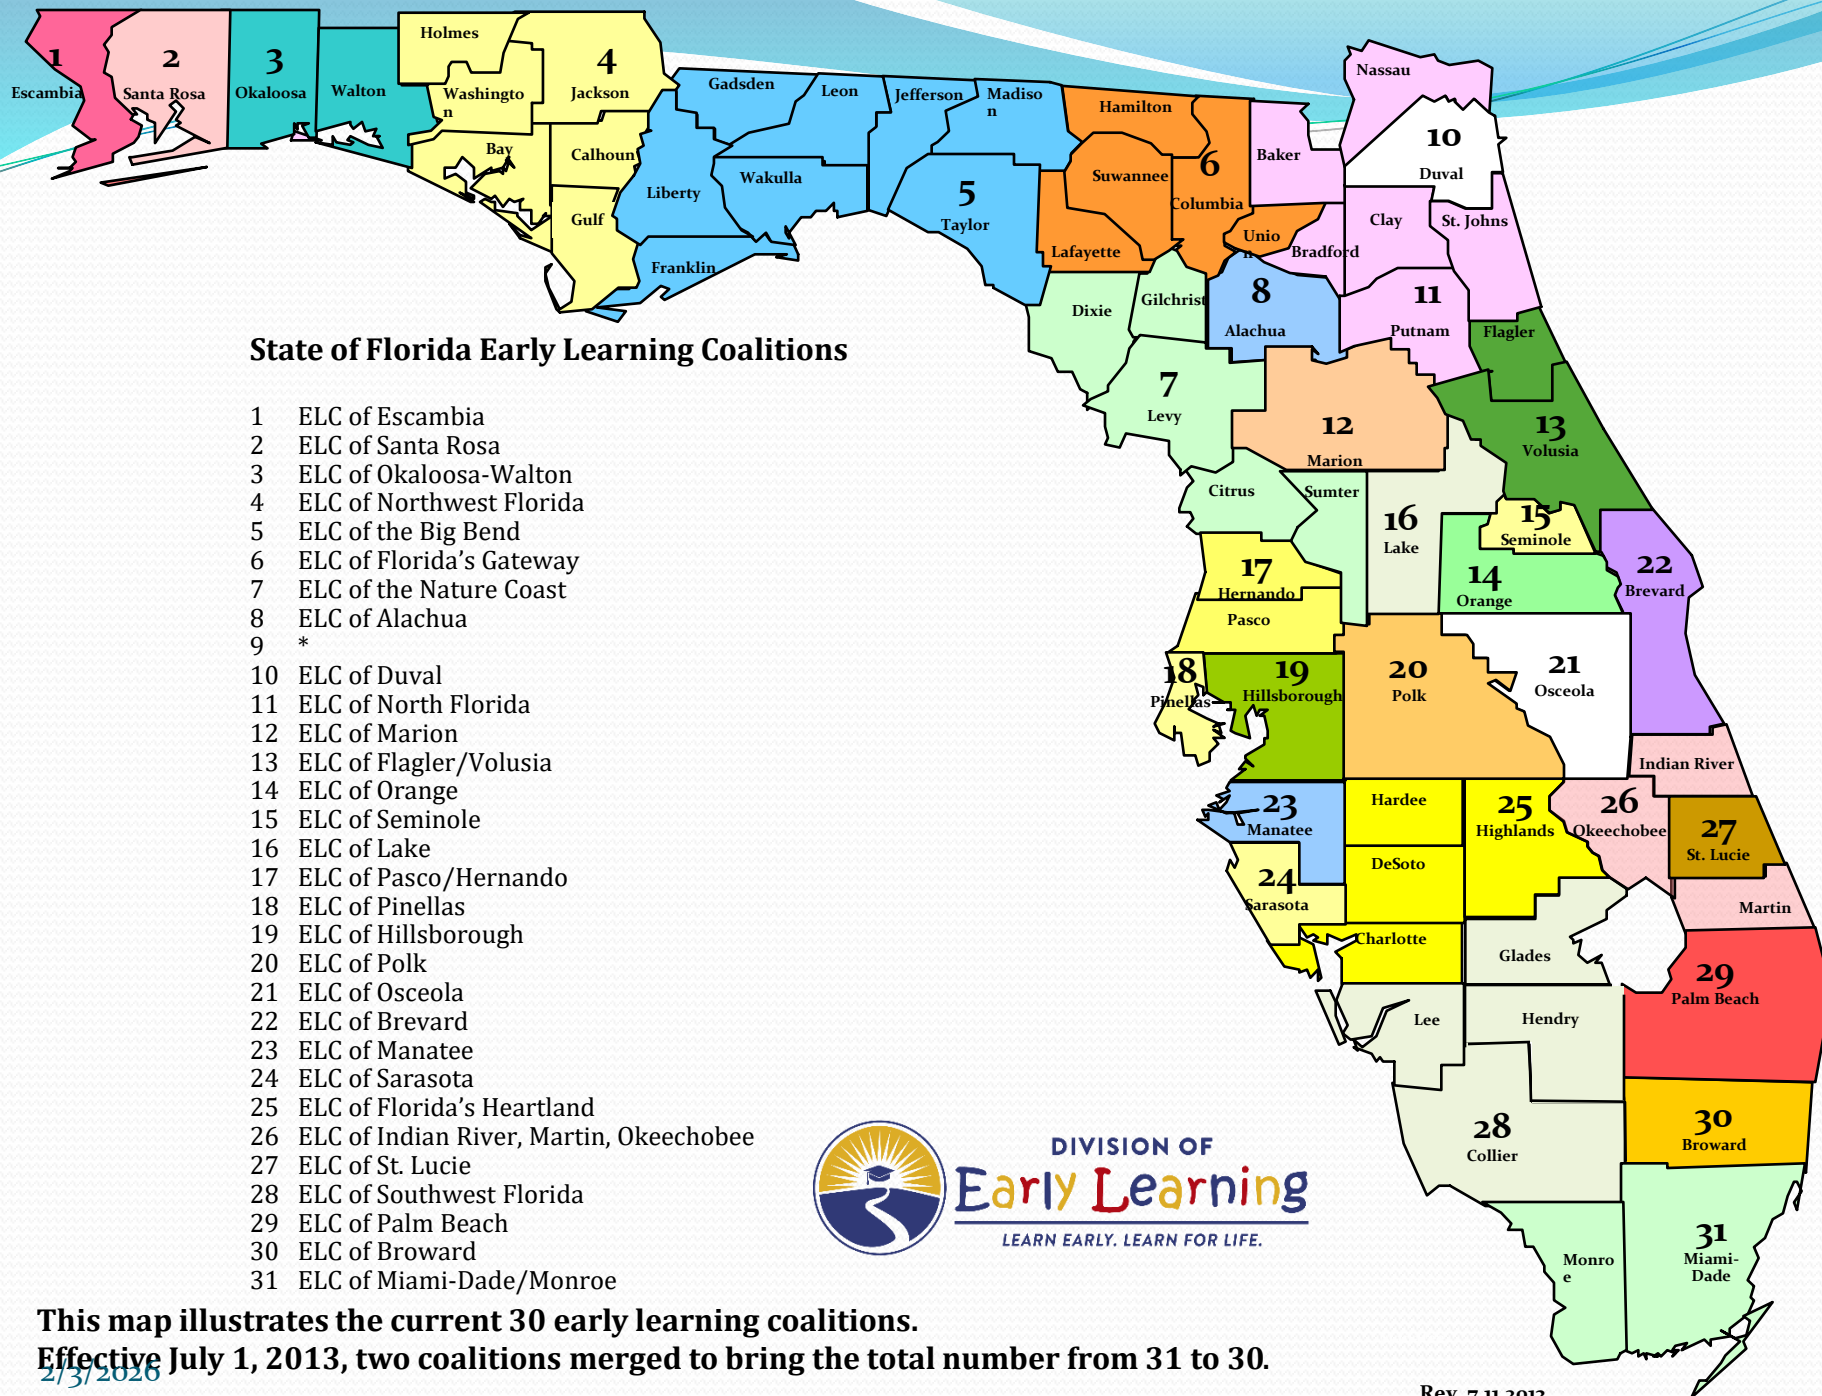 1
Escambia
2
Santa Rosa
3
Okaloosa
Walton
Holmes
Washingto
n
4
Jackson
Bay
Calhoun
Gulf
Gadsden
Leon
Jefferson
Madiso
n
Liberty
Wakulla
Franklin
5
Taylor
Hamilton
Suwannee
6
Columbia
Lafayette
Unio
n
Baker
Bradford
Nassau
10
Duval
Clay
St. Johns
11
Putnam
Dixie
Gilchrist
8
Alachua
7
Levy
Flagler
12
Marion
13
Volusia
Citrus
Sumter
16
Lake
15
Seminole
14
Orange
22
Brevard
17
Hernando
Pasco
18
Pinellas
19
Hillsborough
20
Polk
21
Osceola
Indian River
23
Manatee
Hardee
25
Highlands
26
Okeechobee
27
St. Lucie
DeSoto
24
Sarasota
Martin
Charlotte
Glades
29
Palm Beach
Lee
Hendry
28
Collier
30
Broward
31
Miami-
Dade
Monro
e
State of Florida Early Learning Coalitions
1 ELC of Escambia
2 ELC of Santa Rosa
3 ELC of Okaloosa-Walton
4 ELC of Northwest Florida
5 ELC of the Big Bend
6 ELC of Florida’s Gateway
7 ELC of the Nature Coast
8 ELC of Alachua
9 *
10 ELC of Duval
11 ELC of North Florida
12 ELC of Marion
13 ELC of Flagler/Volusia
14 ELC of Orange
15 ELC of Seminole
16 ELC of Lake
17 ELC of Pasco/Hernando
18 ELC of Pinellas
19 ELC of Hillsborough
20 ELC of Polk
21 ELC of Osceola
22 ELC of Brevard
23 ELC of Manatee
24 ELC of Sarasota
25 ELC of Florida’s Heartland
26 ELC of Indian River, Martin, Okeechobee
27 ELC of St. Lucie
28 ELC of Southwest Florida
29 ELC of Palm Beach
30 ELC of Broward
31 ELC of Miami-Dade/Monroe
DIVISION OF
Early Learning
LEARN EARLY. LEARN FOR LIFE.
This map illustrates the current 30 early learning coalitions.
Effective July 1, 2013, two coalitions merged to bring the total number from 31 to 30.
2/3/2026
Rev. 7.11.2013